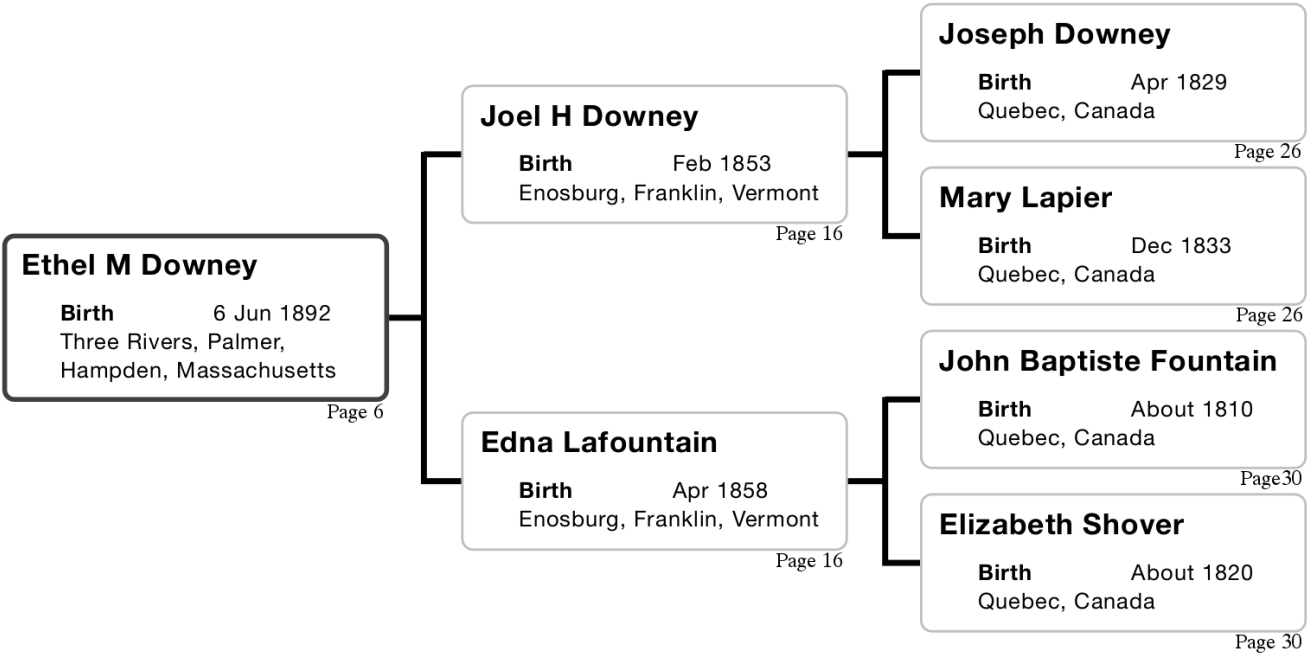 Joseph Downey
Birth Apr 1829
Quebec, Canada
Page 26
Joel H Downey
Birth Feb 1853
Enosburg, Franklin, Vermont
Page 16
Mary Lapier
Birth Dec 1833
Quebec, Canada
Page 26
Ethel M Downey
Birth 6 Jun 1892
Three Rivers, Palmer,
Hampden, Massachusetts
Page 6
John Baptiste Fountain
Birth About 1810
Quebec, Canada
Page30
Edna Lafountain
Birth Apr 1858
Enosburg, Franklin, Vermont
Page 16
Elizabeth Shover
Birth About 1820
Quebec, Canada
Page 30